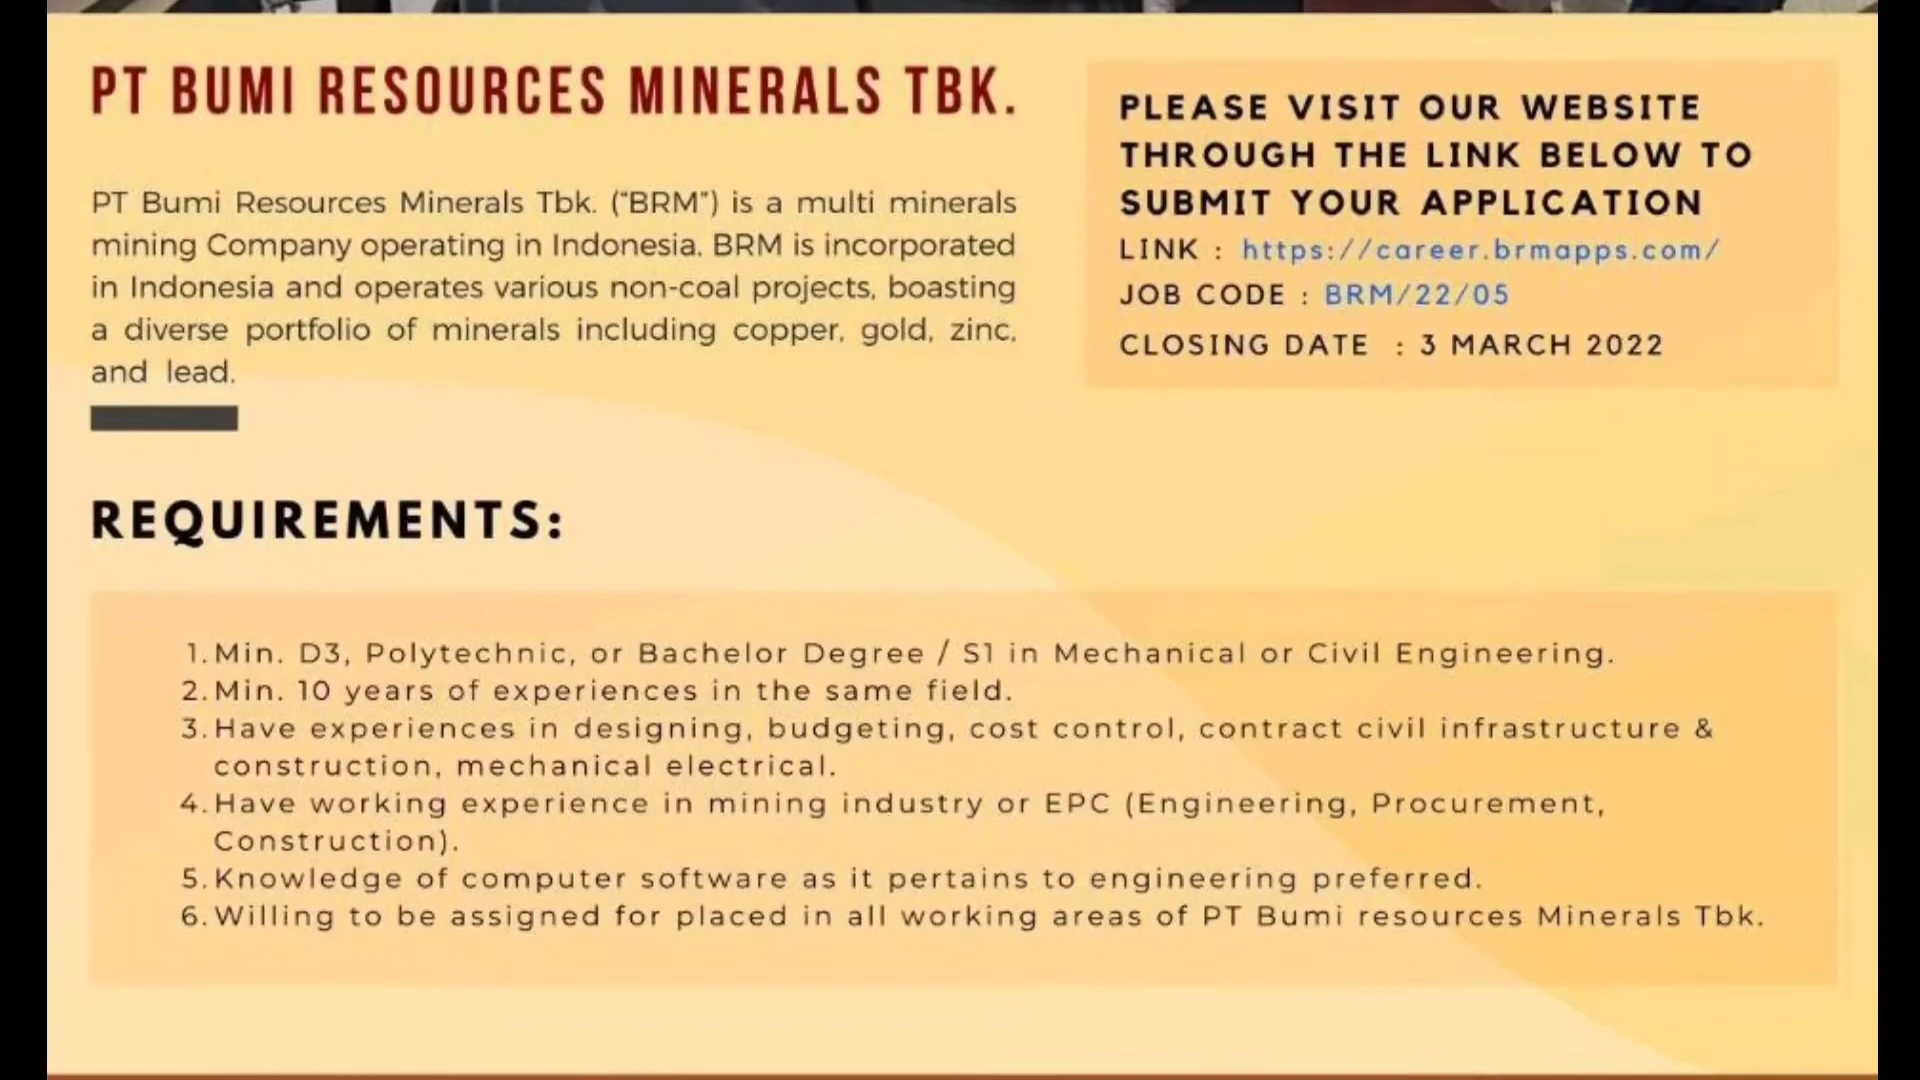 PT BUMI RESOURCES MINERALS TBK.
PT Bumi Resources Minerals Tbk. ("BRM") is a multi minerals
mining Company operating in Indonesia. BRM is incorporated
in Indonesia and operates various non-coal projects, boasting
a diverse portfolio of minerals including copper, gold, zinc,
and lead.
PLEASE VISIT OUR WEBSITE
THROUGH THE LINK BELOW TO
SUBMIT YOUR APPLICATION
LINK : https://career.brmapps.com/
JOB CODE : BRM/22/05
CLOSING DATE : 3 MARCH 2022
REQUIREMENTS:
1. Min. D3, Polytechnic, or Bachelor Degree / S1 in Mechanical or Civil Engineering.
2. Min. 10 years of experiences in the same field.
3. Have experiences in designing, budgeting, cost control, contract civil infrastructure &
construction, mechanical electrical.
4. Have working experience in mining industry or EPC (Engineering, Procurement,
Construction).
5. Knowledge of computer software as it pertains to engineering preferred.
6. Willing to be assigned for placed in all working areas of PT Bumi resources Minerals Tbk.